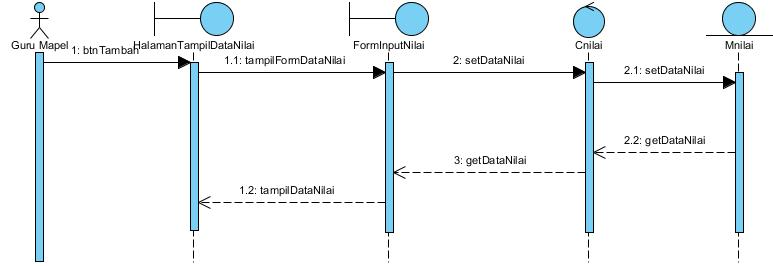 Guru Mapel
HalamanTampilDataNilai
FormInputNilai
Cnilai
Mnilai
1: btnTambah
1.1: tampilFormDataNilai
2: setDataNilai
2.1: setDataNilai
2.2: getDataNilai
3: getDataNilai
1.2: tampilDataNilai